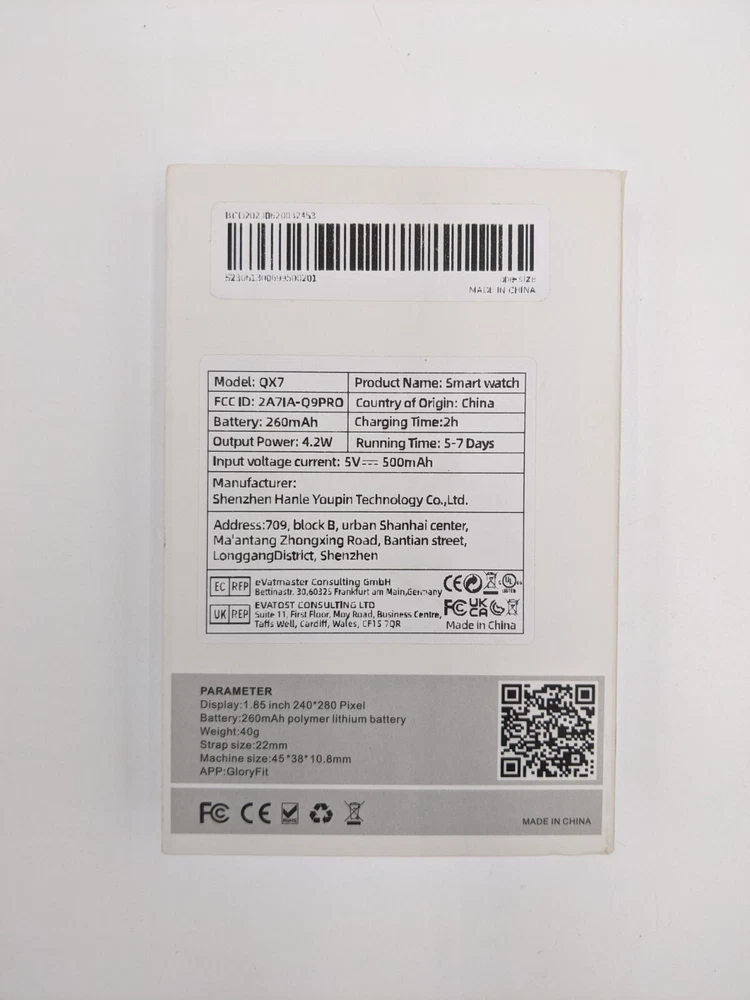 MADE IN CHINA
Model: QX7
Product Name: Smart watch
FCC ID: 2A7IA-Q9PRO
Country of Origin: China
Battery: 260mAh
Charging Time:2h
Output Power: 4.2W
Running Time: 5-7 Days
Input voltage current: 5V⎓ 500mAh
Manufacturer:
Shenzhen Hanle Youpin Technology Co.,Ltd.
Address:709, block B, urban Shanhai center,
Ma'antang Zhongxing Road, Bantian street,
LonggangDistrict, Shenzhen
EC REP
eVatmaster Consulting GmbH
Bettinastr. 30,60325 Frankfurt am Main,Germany
UK REP
EVATOST CONSULTING LTD
Suite 11, First Floor, Moy Road, Business Centre,
Taffs Well, Cardiff, Wales, CF15 7QR
CE
UL
LISTED
FC
UK
CA
Made in China
PARAMETER
Display:1.85 inch 240*280 Pixel
Battery:260mAh polymer lithium battery
Weight:40g
Strap size:22mm
Machine size:45*38*10.8mm
APP:GloryFit
FC CE
MADE IN CHINA